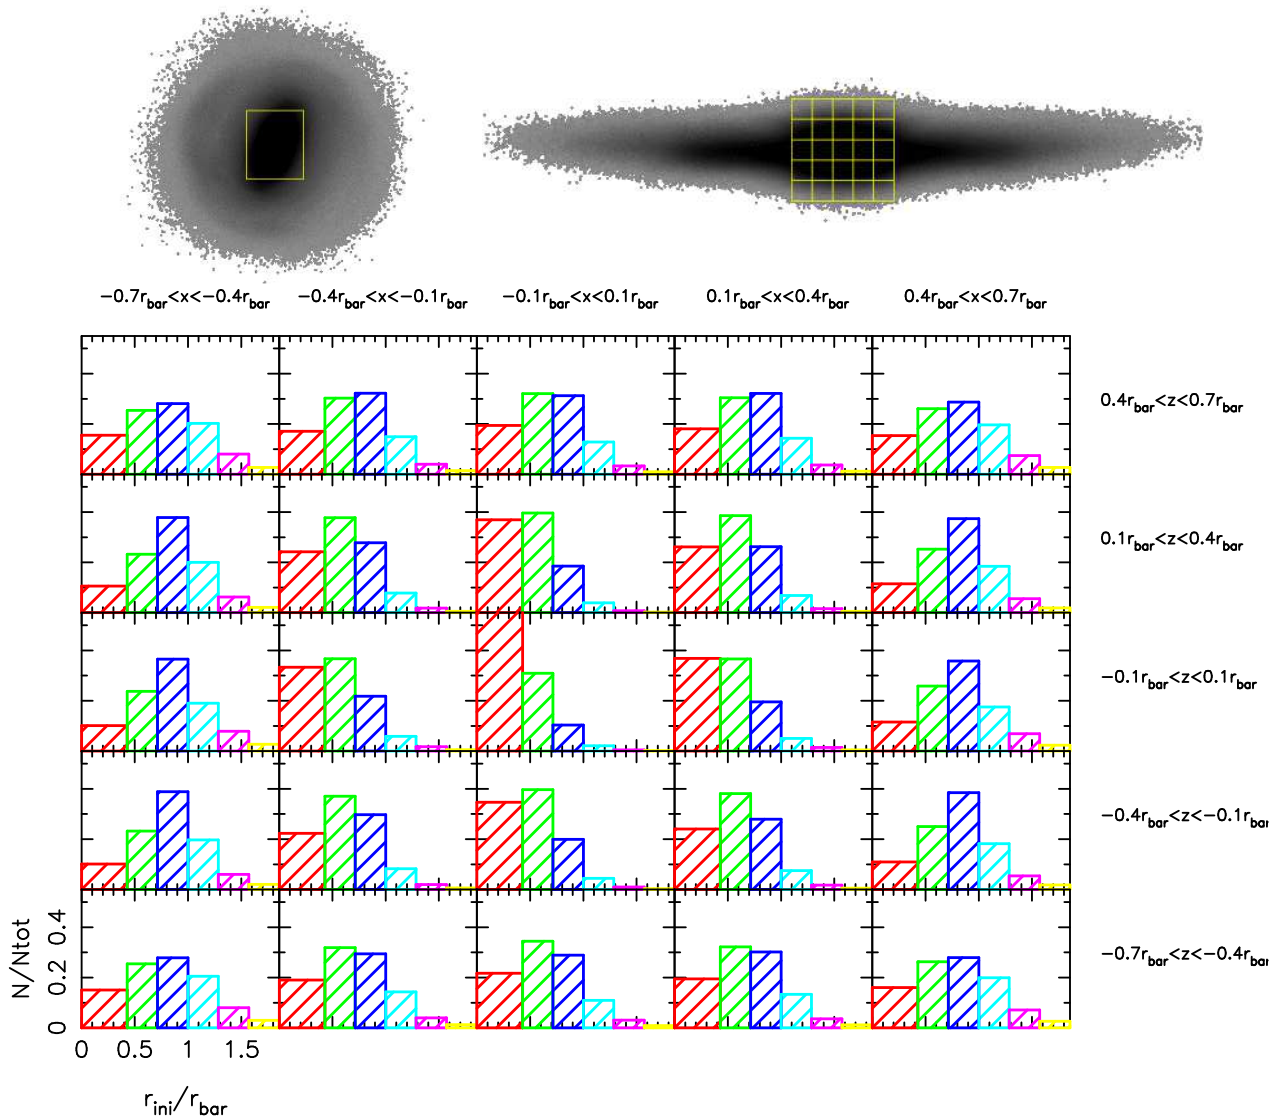 −0.7r_bar<x<−0.4r_bar −0.4r_bar<x<−0.1r_bar −0.1r_bar<x<0.1r_bar 0.1r_bar<x<0.4r_bar 0.4r_bar<x<0.7r_bar
0.4r_bar<z<0.7r_bar
0.1r_bar<z<0.4r_bar
−0.1r_bar<z<0.1r_bar
−0.4r_bar<z<−0.1r_bar
−0.7r_bar<z<−0.4r_bar
N/Ntot
0.4
0.2
0
0 0.5 1 1.5
r_ini/r_bar